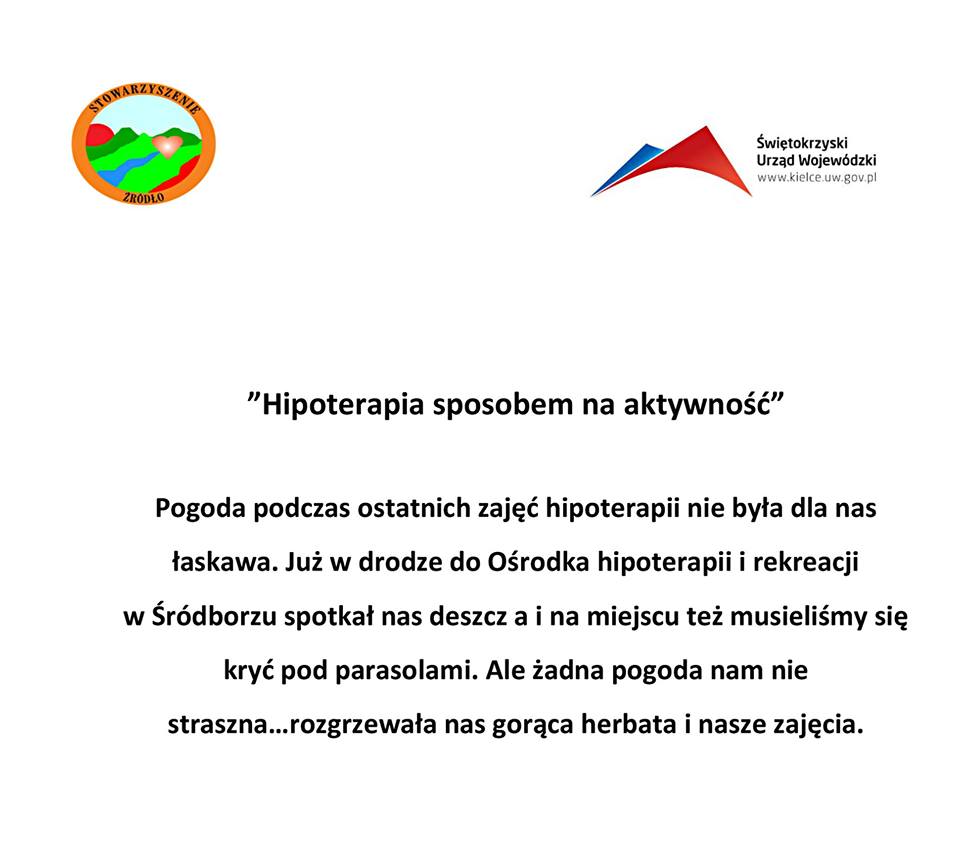 STOWARZYSZENIE
ŹRÓDŁO
Świętokrzyski
Urząd Wojewódzki
www.kielce.uw.gov.pl
”Hipoterapia sposobem na aktywność”
Pogoda podczas ostatnich zajęć hipoterapii nie była dla nas
łaskawa. Już w drodze do Ośrodka hipoterapii i rekreacji
w Śródborzu spotkał nas deszcz a i na miejscu też musieliśmy się
kryć pod parasolami. Ale żadna pogoda nam nie
straszna…rozgrzewała nas gorąca herbata i nasze zajęcia.